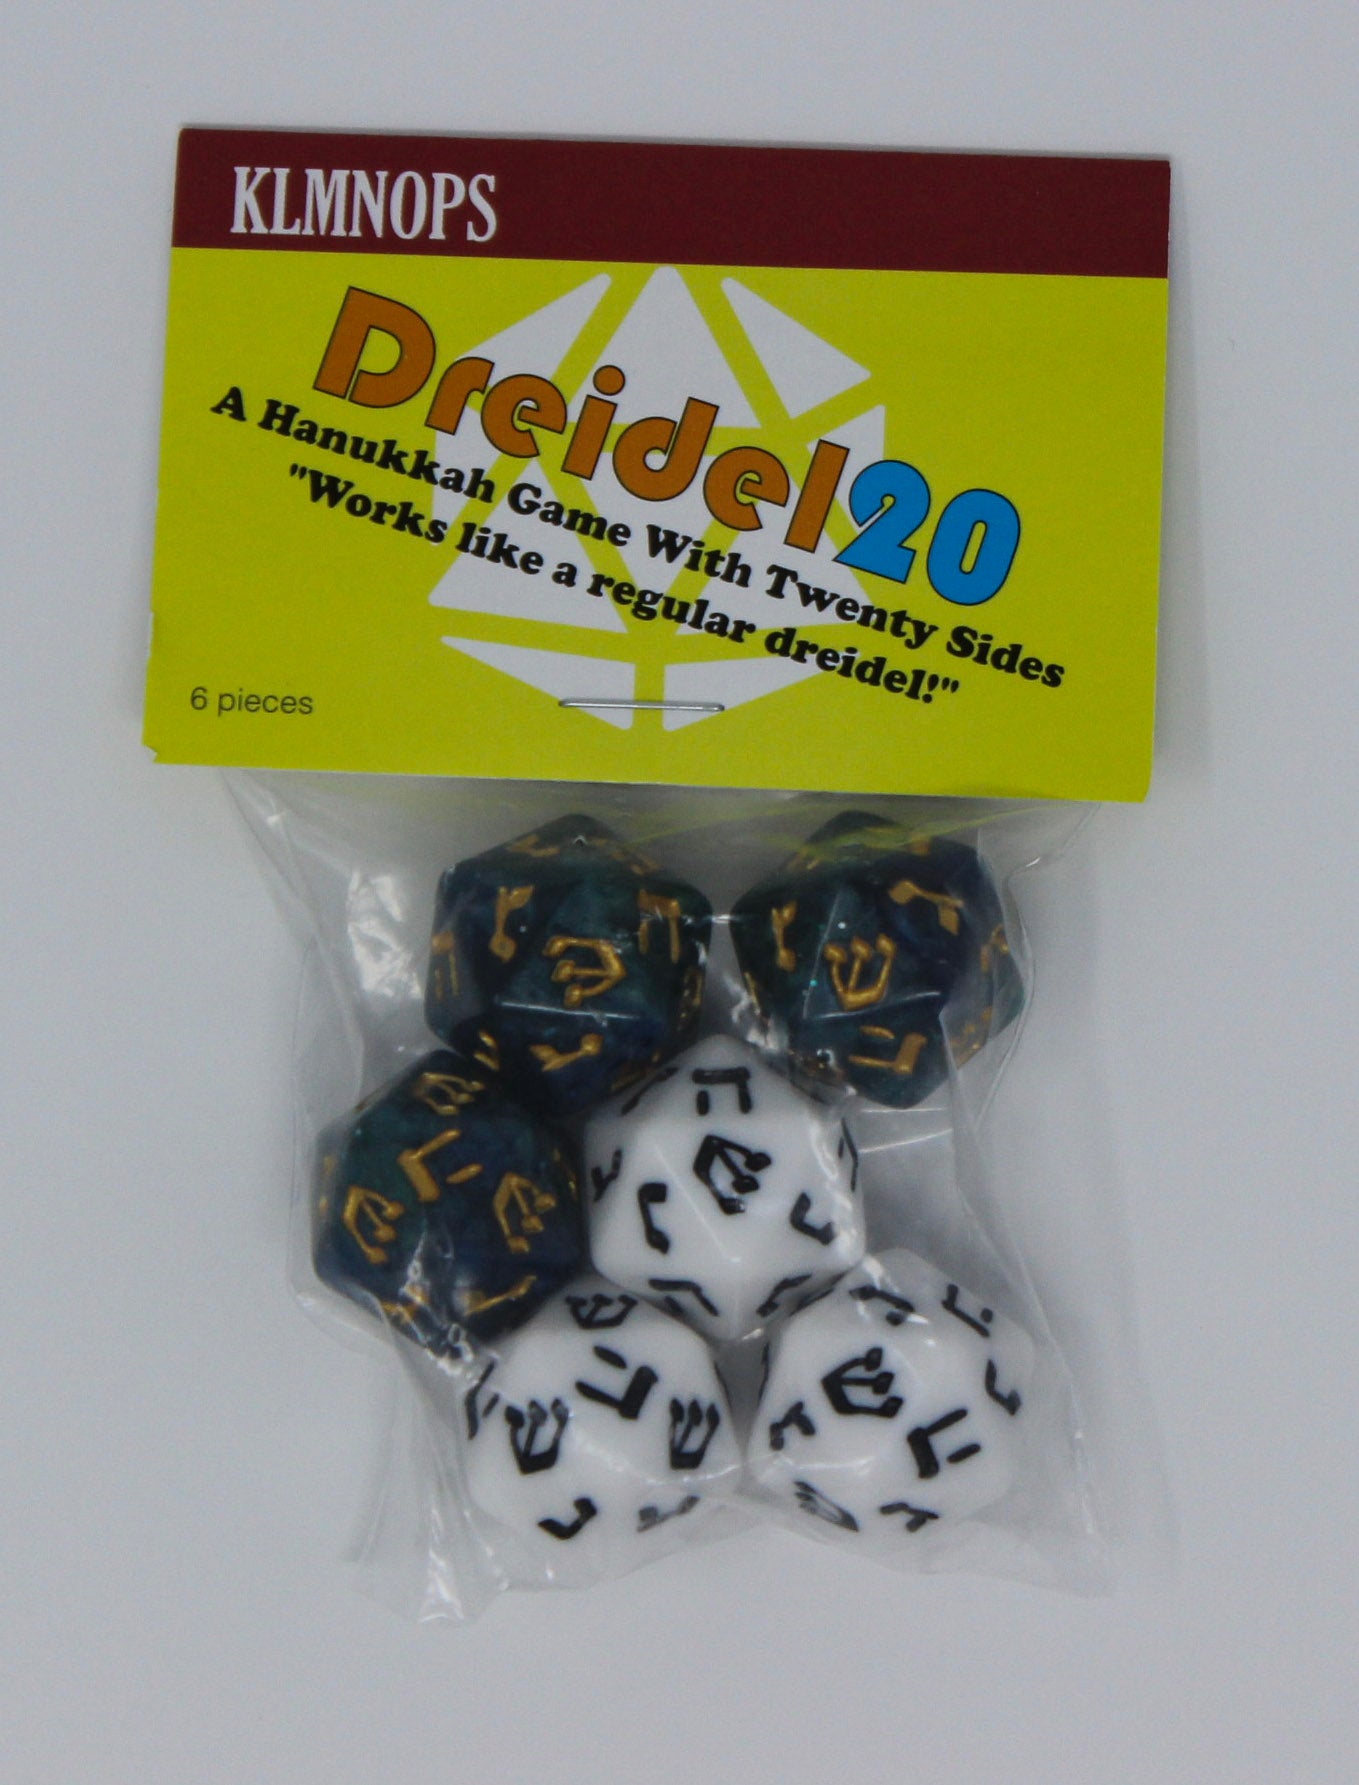 KLMNOPS
Dreidel20
A Hanukkah Game With Twenty Sides
"Works like a regular dreidel!"
6 pieces
ג
ש
ה
ג
ש
ה
ש
ה
ש
ש
ה
ש
נ
ש
ה
ש
ש
ש
ה